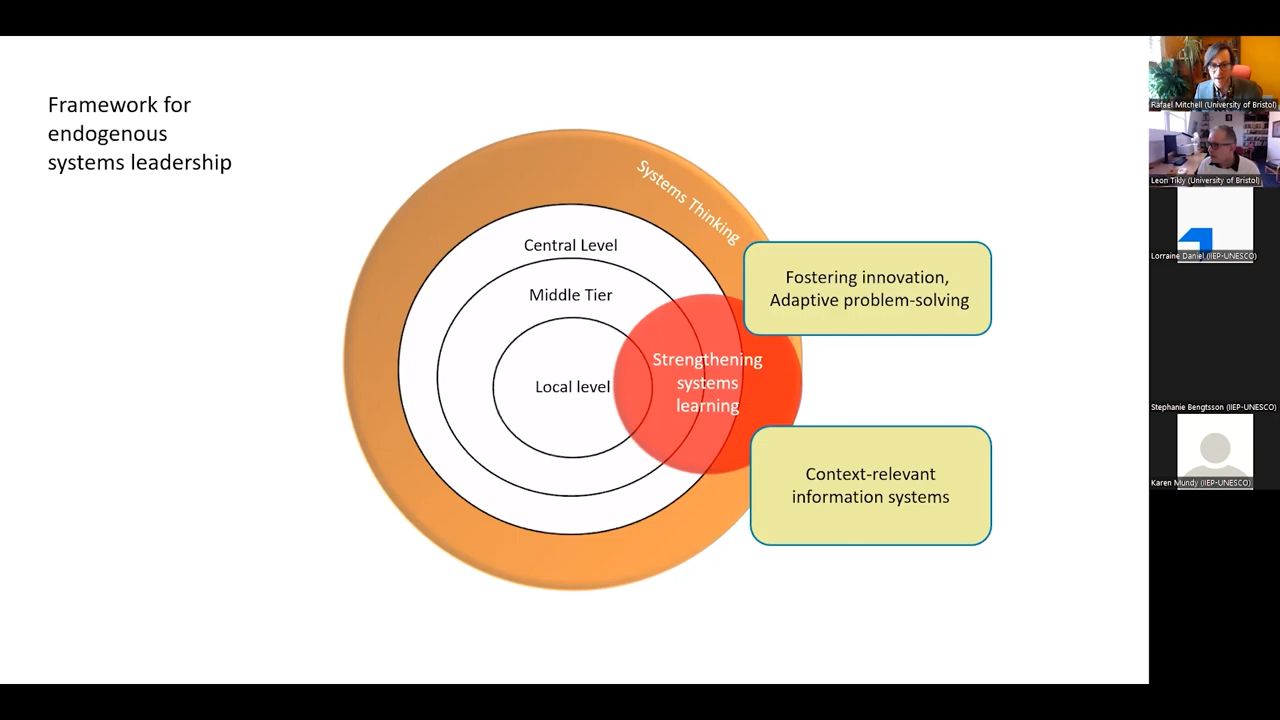 Framework for
endogenous
systems leadership
Systems Thinking
Central Level
Middle Tier
Local level
Strengthening
systems
learning
Fostering innovation,
Adaptive problem-solving
Context-relevant
information systems
Rafael Mitchell (University of Bristol)
Leon Tikly (University of Bristol)
Lorraine Daniel (IIEP-UNESCO)
Stephanie Bengtsson (IIEP-UNESCO)
Karen Mundy (IIEP-UNESCO)